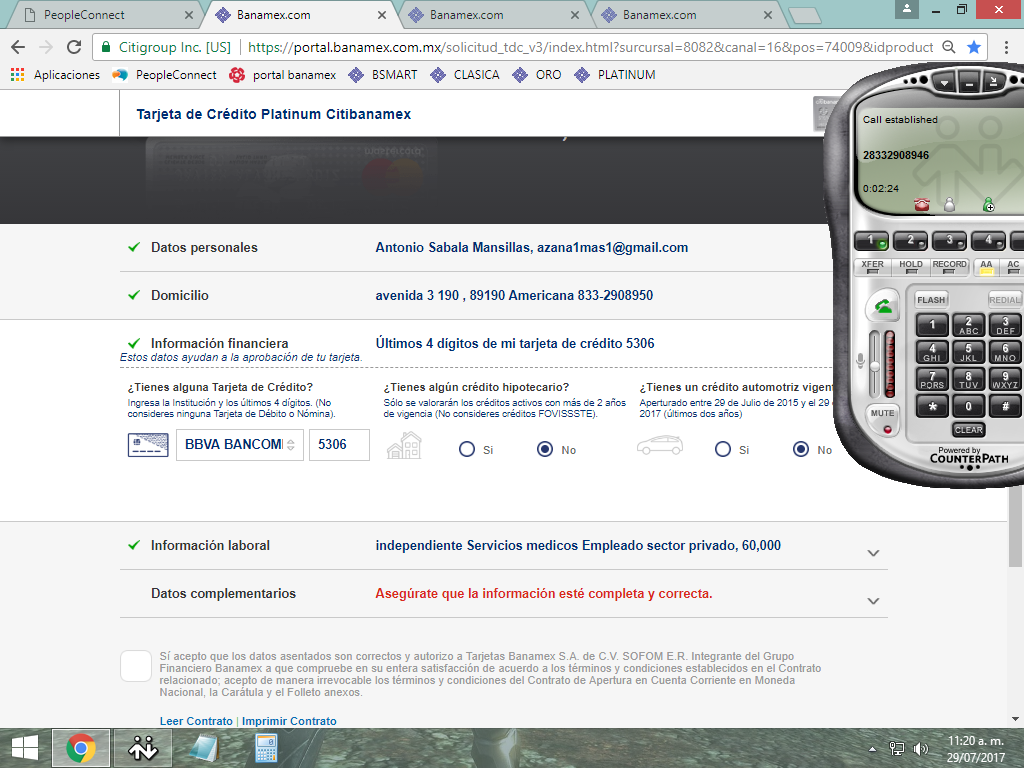 PeopleConnect
Banamex.com
Banamex.com
Banamex.com
Citigroup Inc. [US]
https://portal.banamex.com.mx/solicitud_tdc_v3/index.html?sursucal=8082&canal=16&pos=74009&idproduct
Aplicaciones
PeopleConnect
portal banamex
BSMART
CLASICA
ORO
PLATINUM
Tarjeta de Crédito Platinum Citibanamex
Datos personales
Antonio Sabala Mansillas, azana1mas1@gmail.com
Domicilio
avenida 3 190 , 89190 Americana 833-2908950
Información financiera
Últimos 4 dígitos de mi tarjeta de crédito 5306
Estos datos ayudan a la aprobación de tu tarjeta.
¿Tienes alguna Tarjeta de Crédito?
Ingresa la Institución y los últimos 4 dígitos. (No
consideres ninguna Tarjeta de Débito o Nómina).
BBVA BANCOM
5306
¿Tienes algún crédito hipotecario?
Sólo se valorarán los créditos activos con más de 2 años
de vigencia (No consideres créditos FOVISSSTE).
Si
No
¿Tienes un crédito automotriz vigen
Aperturado entre 29 de Julio de 2015 y el 29
2017 (últimos dos años)
Si
No
Información laboral
independiente Servicios medicos Empleado sector privado, 60,000
Datos complementarios
Asegúrate que la información esté completa y correcta.
Sí acepto que los datos asentados son correctos y autorizo a Tarjetas Banamex S.A. de C.V. SOFOM E.R. Integrante del Grupo
Financiero Banamex a que compruebe en su entera satisfacción de acuerdo a los términos y condiciones establecidos en el Contrato
relacionado; acepto de manera irrevocable los términos y condiciones del Contrato de Apertura en Cuenta Corriente en Moneda
Nacional, la Carátula y el Folleto anexos.
Leer Contrato | Imprimir Contrato
Call established
28332908946
0:02:24
1
2
3
4
XFER
HOLD
RECORD
AA
AC
FLASH
REDIAL
1
2 ABC
3 DEF
4 GHI
5 JKL
6 MNO
7 PQRS
8 TUV
9 WXYZ
*
0
#
MUTE
CLEAR
Powered by
COUNTERPATH
11:20 a. m.
29/07/2017